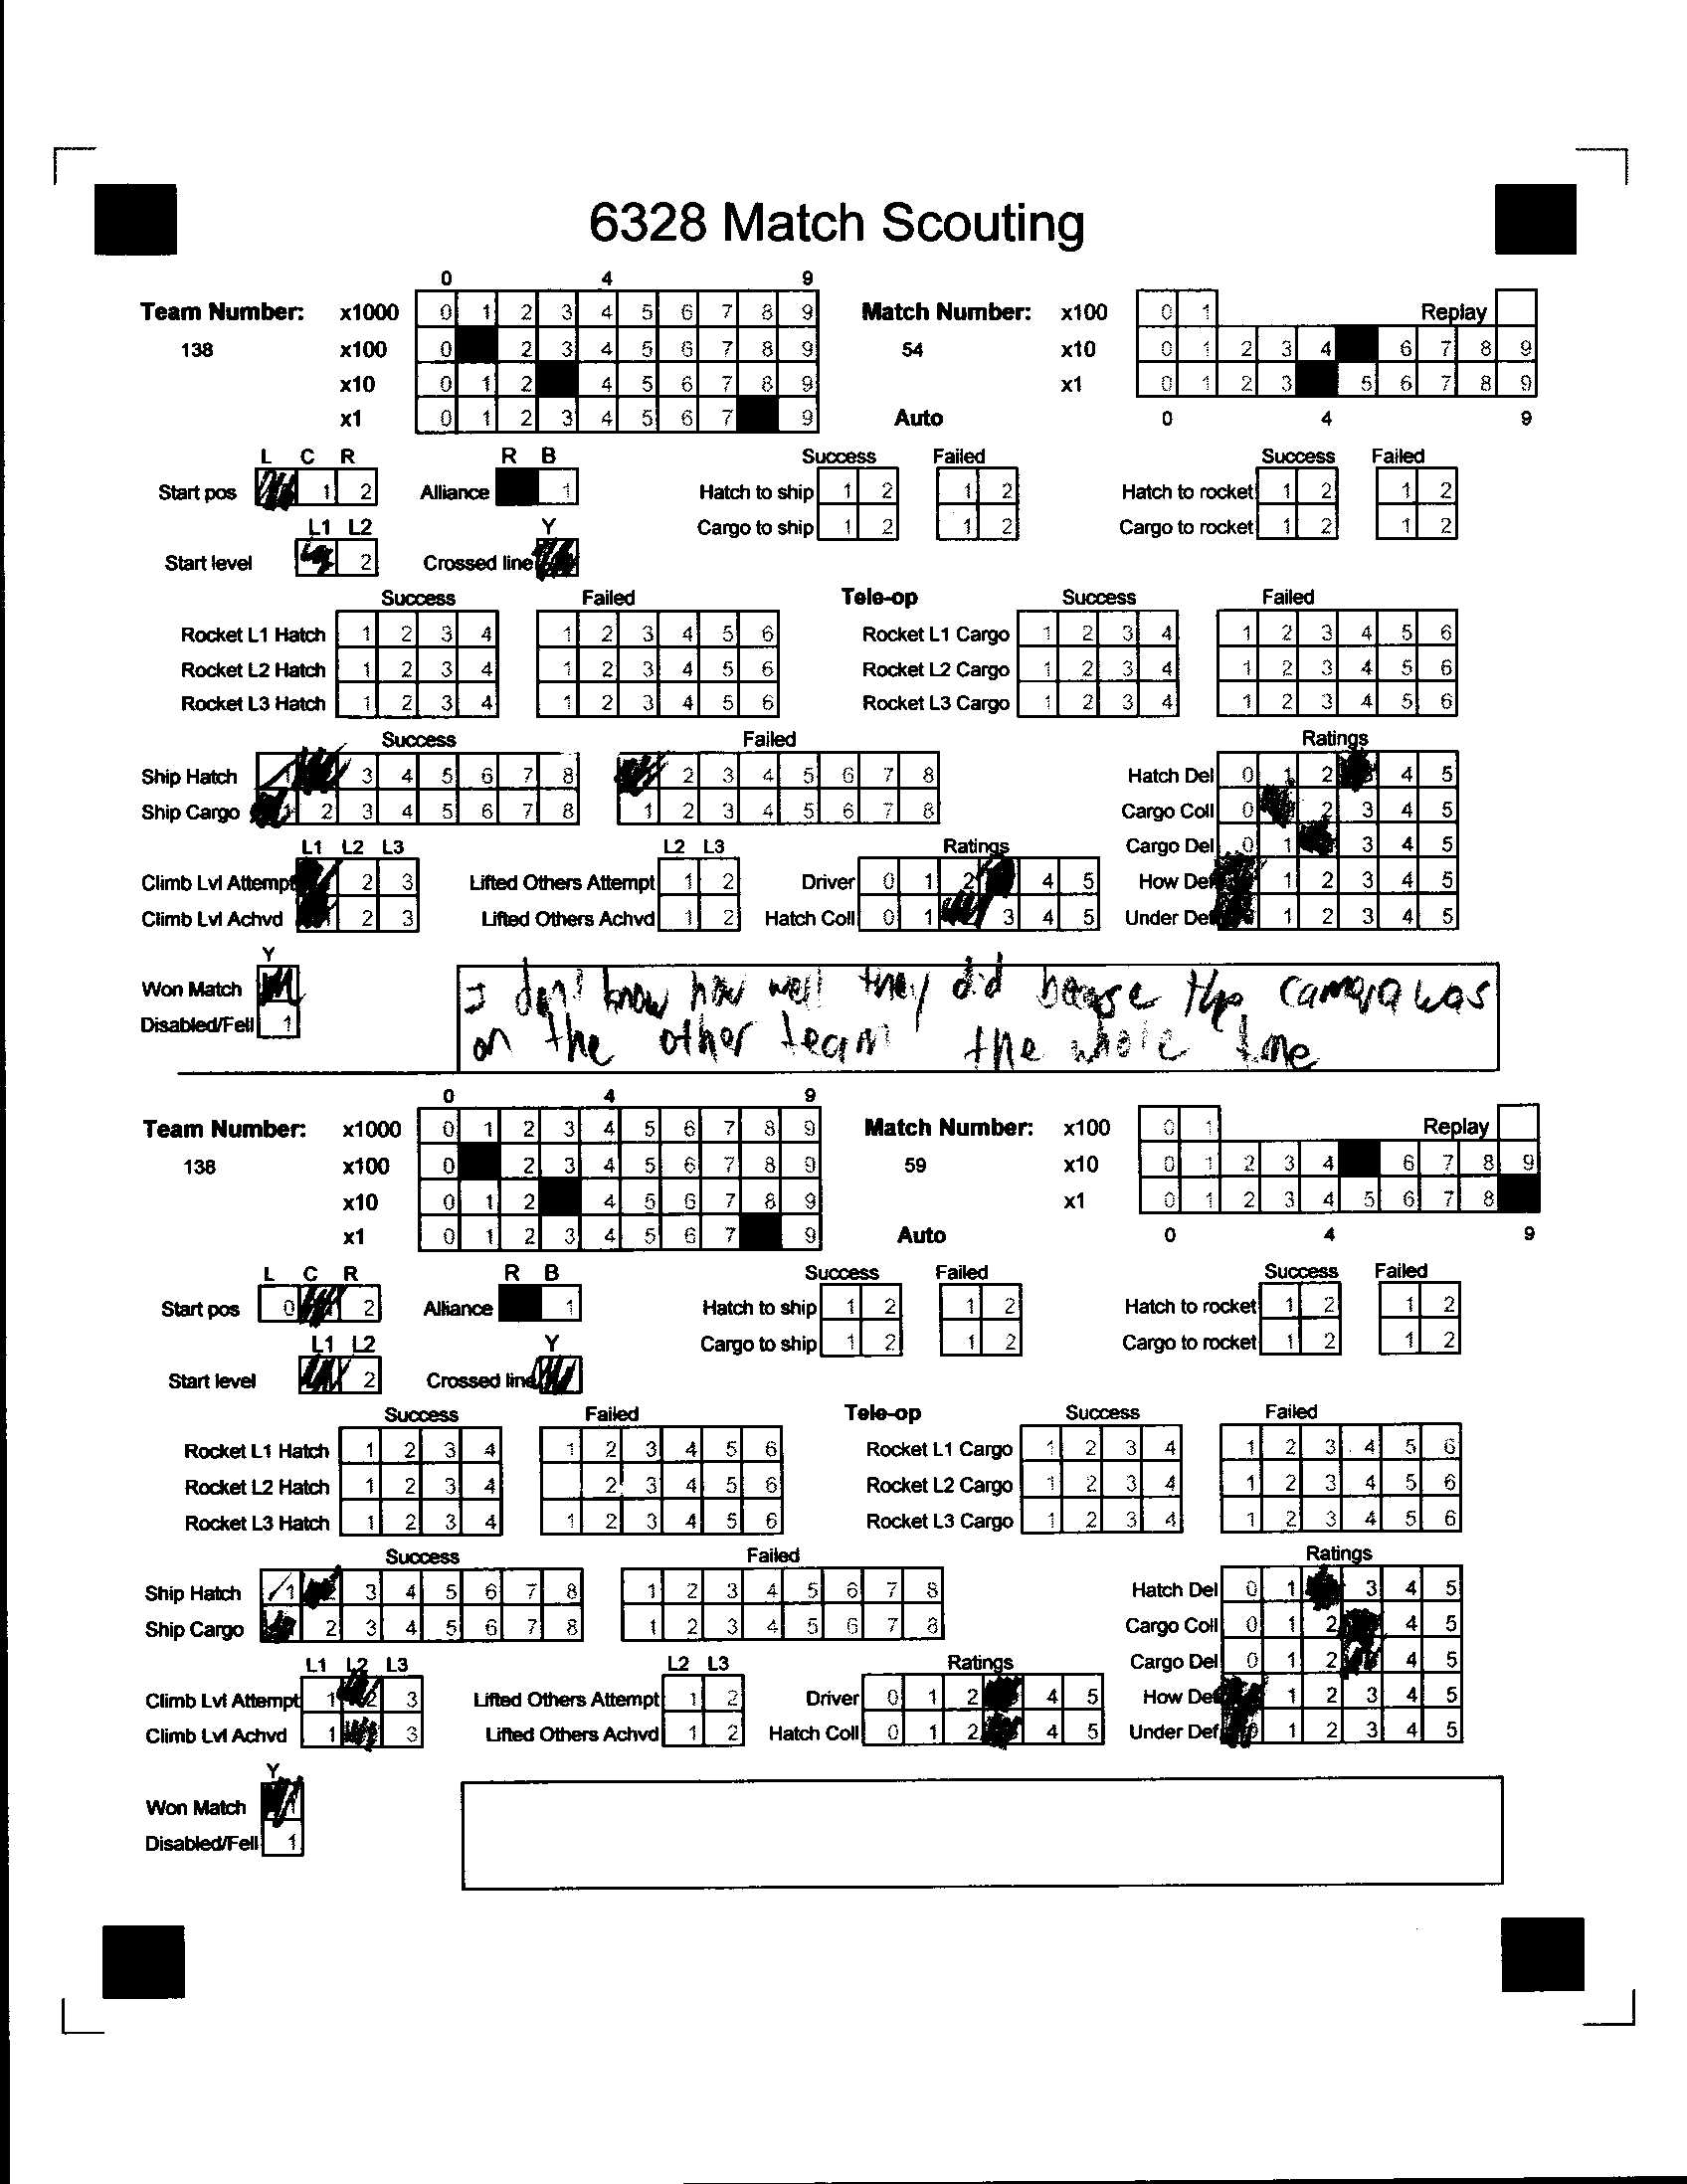 6328 Match Scouting
0 4 9
Team Number: x1000 0 1 2 3 4 5 6 7 8 9 Match Number: x100 0 1 Replay
138 x100 0 2 3 4 5 6 7 8 9 54 x10 0 1 2 3 4 6 7 8 9
x10 0 1 2 4 5 6 7 8 9 x1 0 1 2 3 5 6 7 8 9
x1 0 1 2 3 4 5 6 7 9 Auto 0 4 9
L C R R B Success Failed Success Failed
Start pos 1 2 Alliance 1 Hatch to ship 1 2 1 2 Hatch to rocket 1 2 1 2
L1 L2 Y Cargo to ship 1 2 1 2 Cargo to rocket 1 2 1 2
Start level 2 Crossed line
Success Failed Tele-op Success Failed
Rocket L1 Hatch 1 2 3 4 1 2 3 4 5 6 Rocket L1 Cargo 1 2 3 4 1 2 3 4 5 6
Rocket L2 Hatch 1 2 3 4 1 2 3 4 5 6 Rocket L2 Cargo 1 2 3 4 1 2 3 4 5 6
Rocket L3 Hatch 1 2 3 4 1 2 3 4 5 6 Rocket L3 Cargo 1 2 3 4 1 2 3 4 5 6
Success Failed Ratings
Ship Hatch 1 3 4 5 6 7 8 2 3 4 5 6 7 8 Hatch Del 0 1 2 4 5
Ship Cargo 1 2 3 4 5 6 7 8 1 2 3 4 5 6 7 8 Cargo Coll 0 2 3 4 5
L1 L2 L3 L2 L3 Ratings Cargo Del 0 1 3 4 5
Climb Lvl Attempt 2 3 Lifted Others Attempt 1 2 Driver 0 1 2 4 5 How Def 1 2 3 4 5
Climb Lvl Achvd 2 3 Lifted Others Achvd 1 2 Hatch Coll 0 1 3 4 5 Under Def 1 2 3 4 5
Y
Won Match
Disabled/Fell 1
I don't know how well they did becase the camara was
on the other team the whole time
0 4 9
Team Number: x1000 0 1 2 3 4 5 6 7 8 9 Match Number: x100 0 1 Replay
138 x100 0 2 3 4 5 6 7 8 9 59 x10 0 1 2 3 4 6 7 8 9
x10 0 1 2 4 5 6 7 8 9 x1 0 1 2 3 4 5 6 7 8
x1 0 1 2 3 4 5 6 7 9 Auto 0 4 9
L C R R B Success Failed Success Failed
Start pos 0 2 Alliance 1 Hatch to ship 1 2 1 2 Hatch to rocket 1 2 1 2
L1 L2 Y Cargo to ship 1 2 1 2 Cargo to rocket 1 2 1 2
Start level 2 Crossed line
Success Failed Tele-op Success Failed
Rocket L1 Hatch 1 2 3 4 1 2 3 4 5 6 Rocket L1 Cargo 1 2 3 4 1 2 3 4 5 6
Rocket L2 Hatch 1 2 3 4 2 3 4 5 6 Rocket L2 Cargo 1 2 3 4 1 2 3 4 5 6
Rocket L3 Hatch 1 2 3 4 1 2 3 4 5 6 Rocket L3 Cargo 1 2 3 4 1 2 3 4 5 6
Success Failed Ratings
Ship Hatch 1 3 4 5 6 7 8 1 2 3 4 5 6 7 8 Hatch Del 0 1 3 4 5
Ship Cargo 2 3 4 5 6 7 8 1 2 3 4 5 6 7 8 Cargo Coll 0 1 2 4 5
L1 L2 L3 L2 L3 Ratings Cargo Del 0 1 2 4 5
Climb Lvl Attempt 1 2 3 Lifted Others Attempt 1 2 Driver 0 1 2 4 5 How Def 1 2 3 4 5
Climb Lvl Achvd 1 3 Lifted Others Achvd 1 2 Hatch Coll 0 1 2 4 5 Under Def 0 1 2 3 4 5
Y
Won Match 1
Disabled/Fell 1